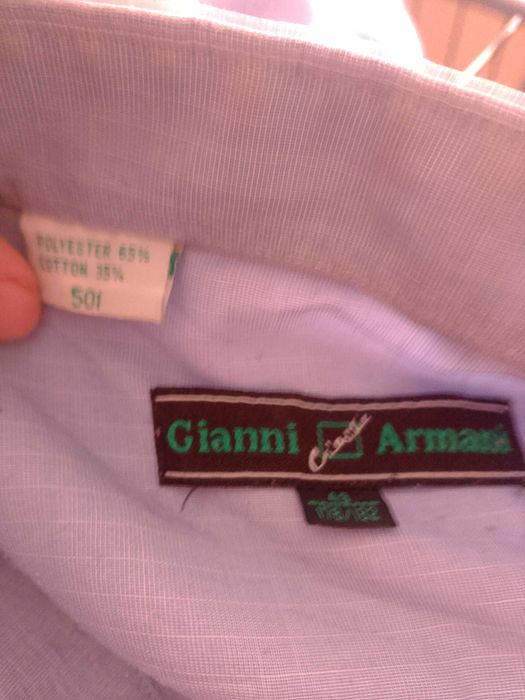 POLYESTER 65%
COTTON 35%
501
Gianni Armani